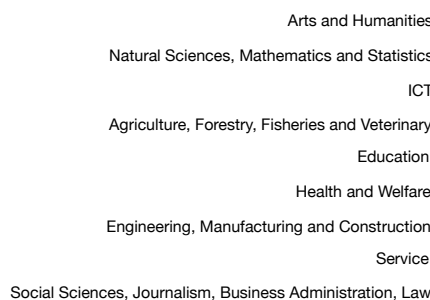 Arts and Humanities
Natural Sciences, Mathematics and Statistics
ICT
Agriculture, Forestry, Fisheries and Veterinary
Education
Health and Welfare
Engineering, Manufacturing and Construction
Service
Social Sciences, Journalism, Business Administration, Law